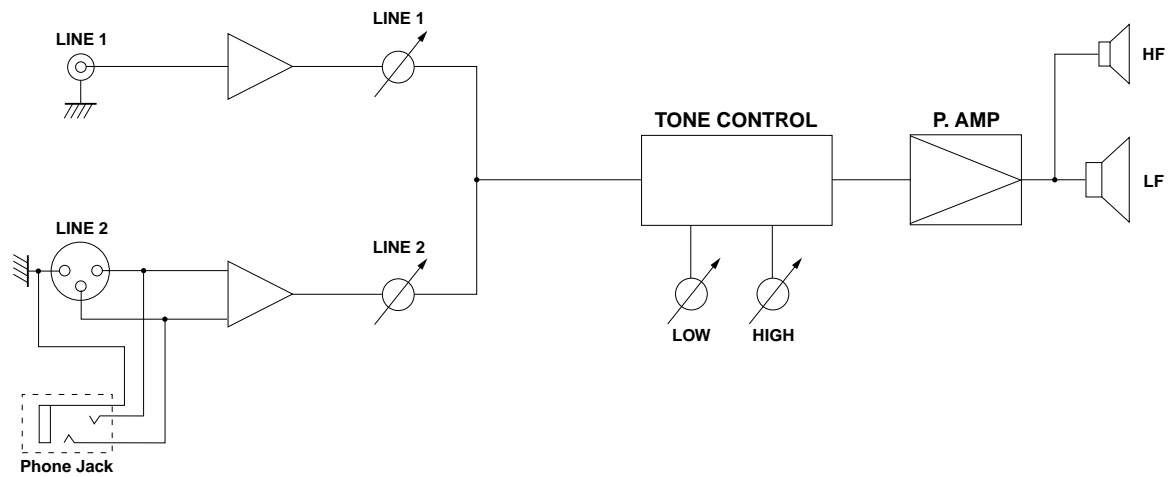 LINE 1
LINE 1
HF
TONE CONTROL
P. AMP
LF
LINE 2
LINE 2
LOW
HIGH
Phone Jack